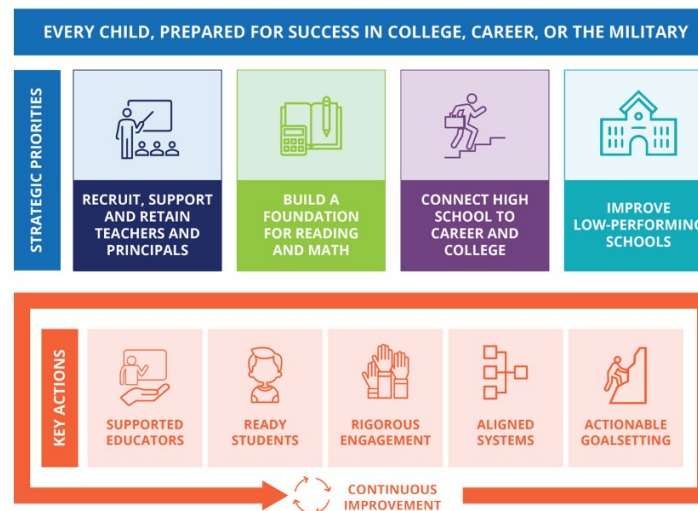 EVERY CHILD, PREPARED FOR SUCCESS IN COLLEGE, CAREER, OR THE MILITARY
STRATEGIC PRIORITIES
RECRUIT, SUPPORT
AND RETAIN
TEACHERS AND
PRINCIPALS
BUILD A
FOUNDATION
FOR READING
AND MATH
CONNECT HIGH
SCHOOL TO
CAREER AND
COLLEGE
IMPROVE
LOW-PERFORMING
SCHOOLS
KEY ACTIONS
SUPPORTED
EDUCATORS
READY
STUDENTS
RIGOROUS
ENGAGEMENT
ALIGNED
SYSTEMS
ACTIONABLE
GOALSETTING
CONTINUOUS
IMPROVEMENT